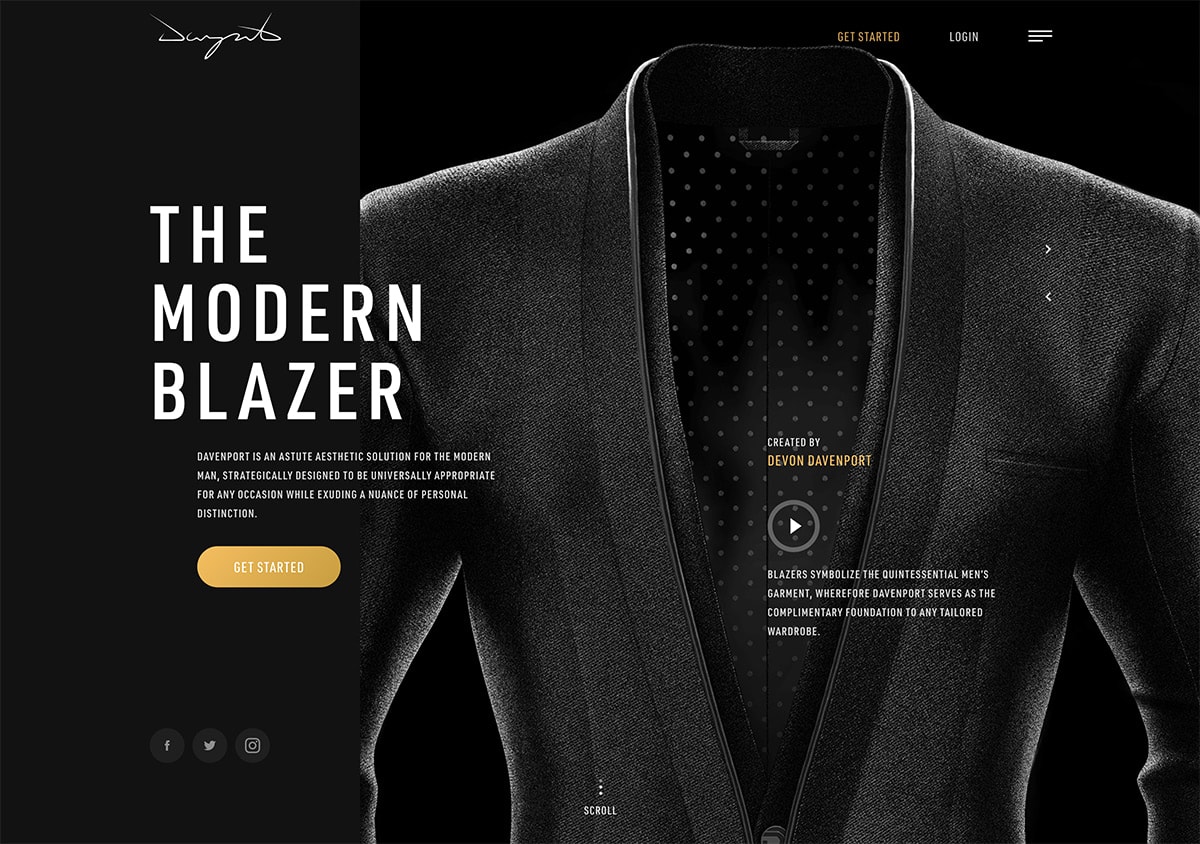 GET STARTED
LOGIN
THE
MODERN
BLAZER
DAVENPORT IS AN ASTUTE AESTHETIC SOLUTION FOR THE MODERN
MAN, STRATEGICALLY DESIGNED TO BE UNIVERSALLY APPROPRIATE
FOR ANY OCCASION WHILE EXUDING A NUANCE OF PERSONAL
DISTINCTION.
GET STARTED
CREATED BY
DEVON DAVENPORT
BLAZERS SYMBOLIZE THE QUINTESSENTIAL MEN'S
GARMENT, WHEREFORE DAVENPORT SERVES AS THE
COMPLIMENTARY FOUNDATION TO ANY TAILORED
WARDROBE.
SCROLL